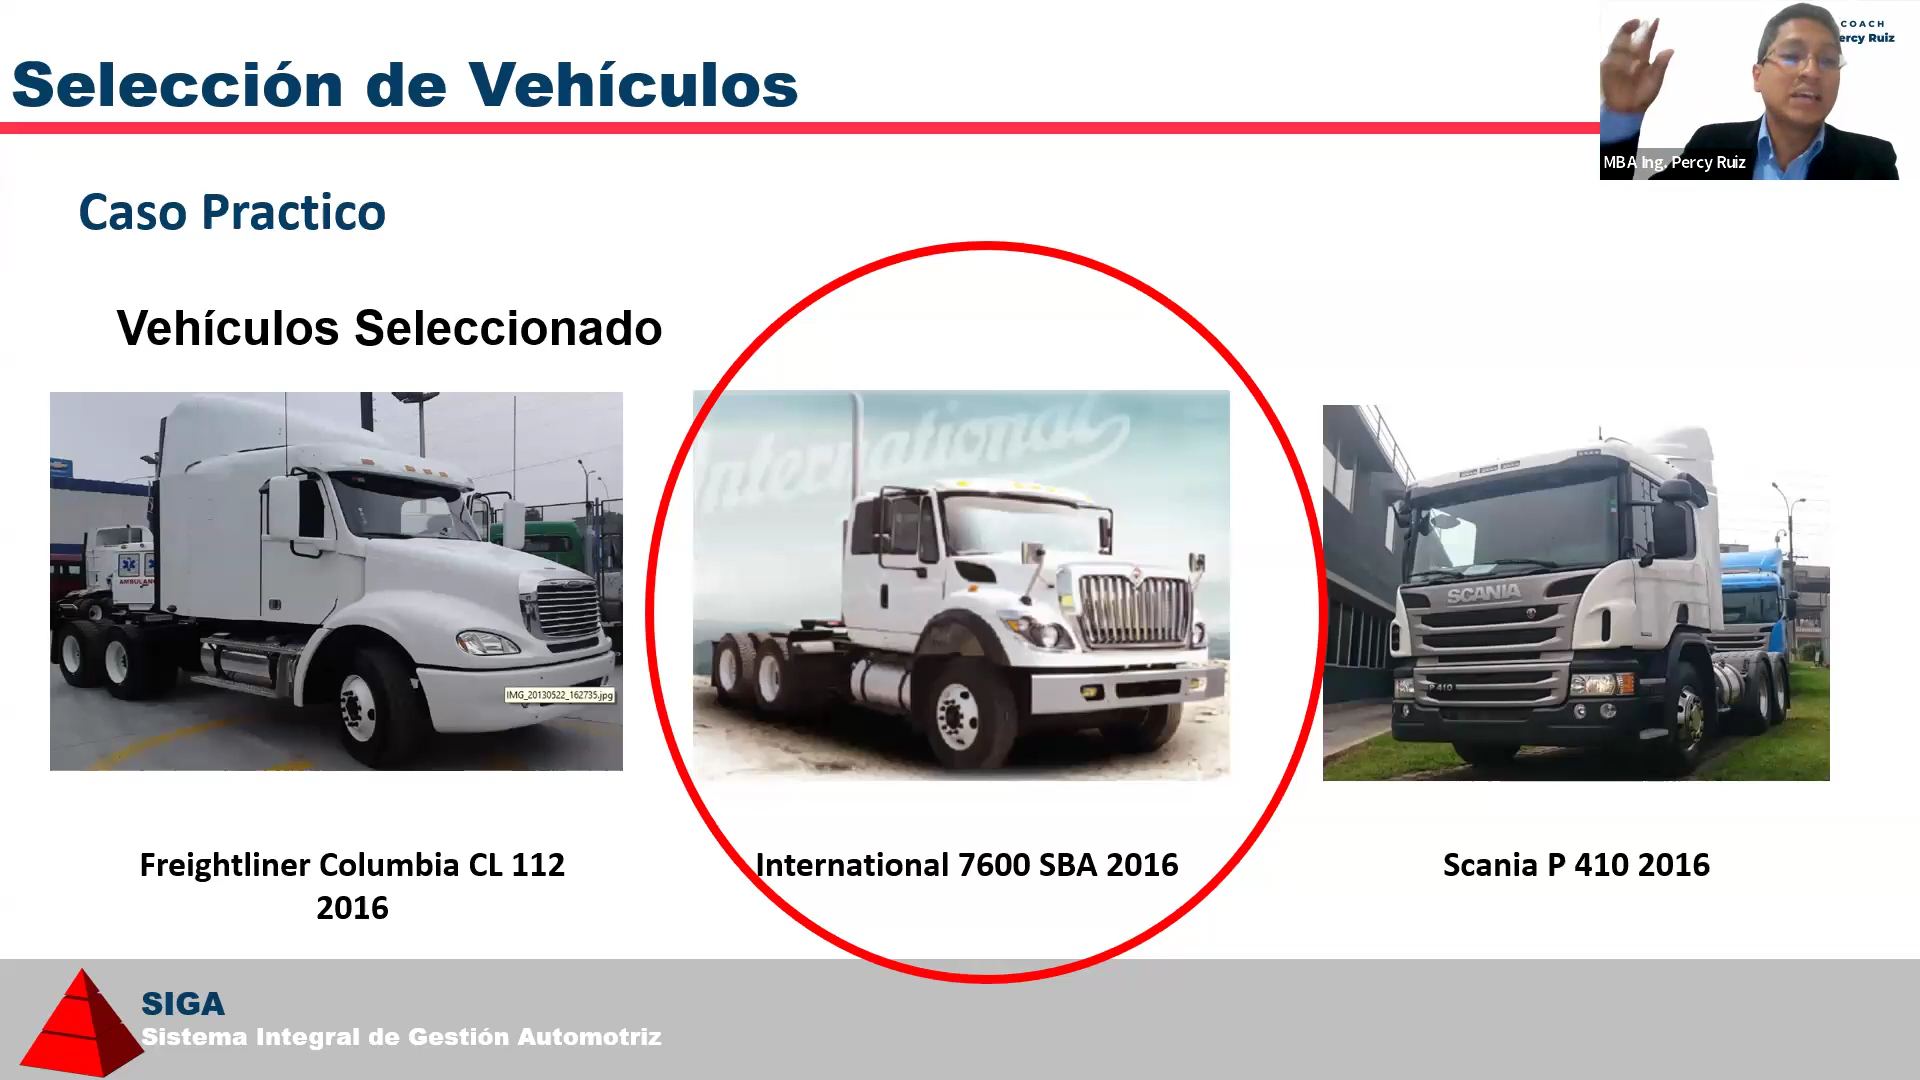 Selección de Vehículos
COACH
ercy Ruiz
MBA Ing. Percy Ruiz
Caso Practico
Vehículos Seleccionado
International
AMBULANC
IMG_20130522_162735.jpg
SCANIA
P 410
Freightliner Columbia CL 112
2016
International 7600 SBA 2016
Scania P 410 2016
SIGA
Sistema Integral de Gestión Automotriz